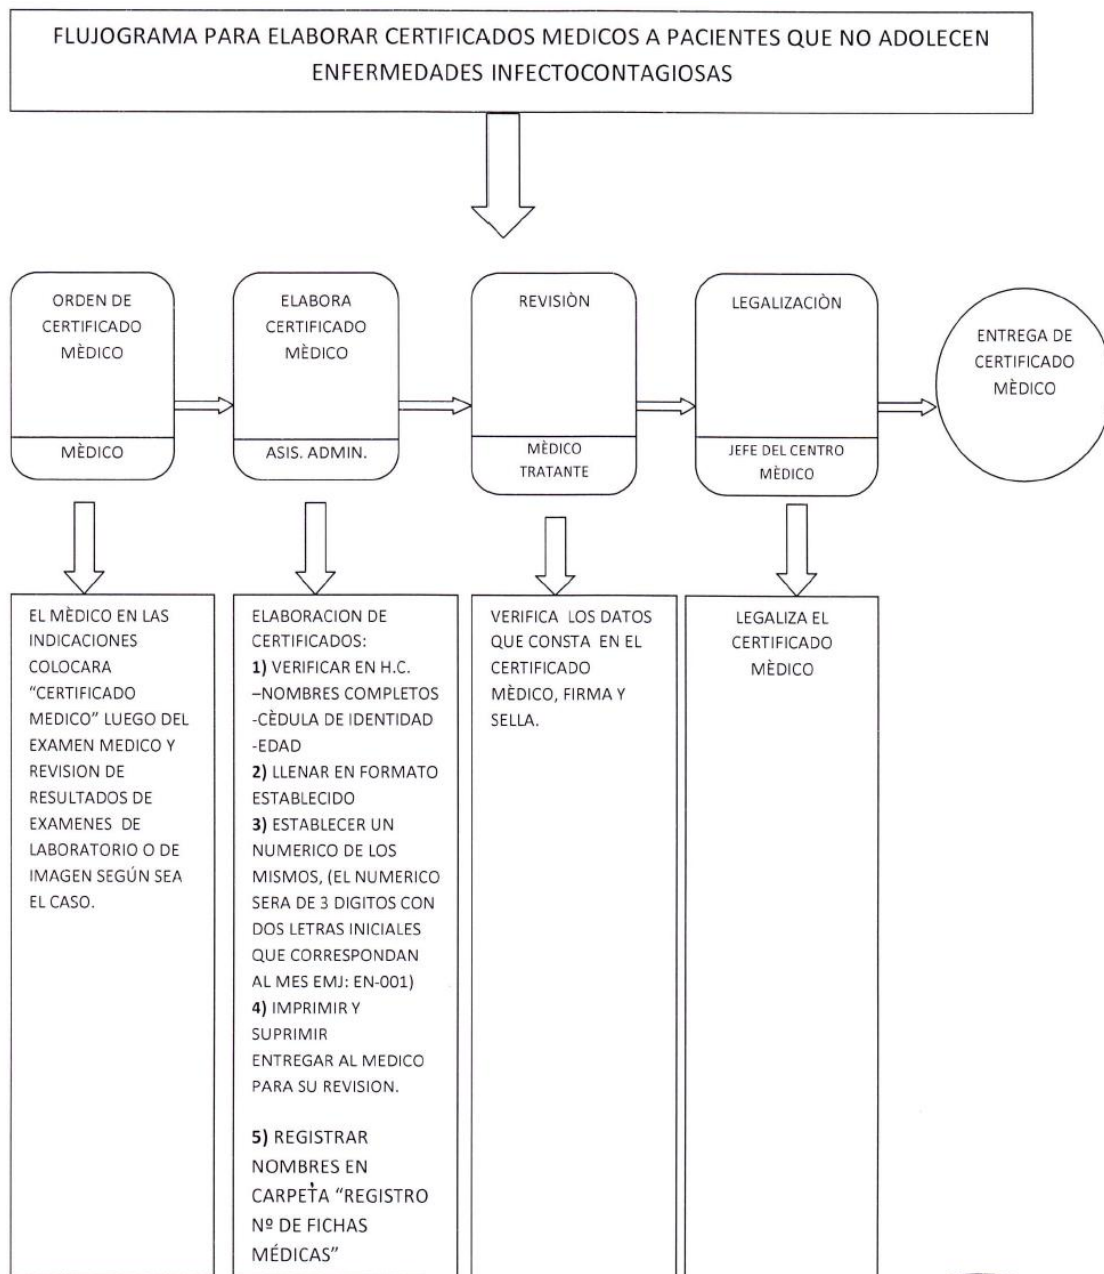 FLUJOGRAMA PARA ELABORAR CERTIFICADOS MEDICOS A PACIENTES QUE NO ADOLECEN
ENFERMEDADES INFECTOCONTAGIOSAS
ORDEN DE
CERTIFICADO
MÈDICO
MÈDICO
ELABORA
CERTIFICADO
MÈDICO
ASIS. ADMIN.
REVISIÒN
MÈDICO
TRATANTE
LEGALIZACIÒN
JEFE DEL CENTRO
MÈDICO
ENTREGA DE
CERTIFICADO
MÈDICO
EL MÈDICO EN LAS
INDICACIONES
COLOCARA
“CERTIFICADO
MEDICO” LUEGO DEL
EXAMEN MEDICO Y
REVISION DE
RESULTADOS DE
EXAMENES DE
LABORATORIO O DE
IMAGEN SEGÚN SEA
EL CASO.
ELABORACION DE
CERTIFICADOS:
1) VERIFICAR EN H.C.
–NOMBRES COMPLETOS
-CÈDULA DE IDENTIDAD
-EDAD
2) LLENAR EN FORMATO
ESTABLECIDO
3) ESTABLECER UN
NUMERICO DE LOS
MISMOS, (EL NUMERICO
SERA DE 3 DIGITOS CON
DOS LETRAS INICIALES
QUE CORRESPONDAN
AL MES EMJ: EN-001)
4) IMPRIMIR Y
SUPRIMIR
ENTREGAR AL MEDICO
PARA SU REVISION.
5) REGISTRAR
NOMBRES EN
CARPETA “REGISTRO
Nº DE FICHAS
MÉDICAS”
VERIFICA LOS DATOS
QUE CONSTA EN EL
CERTIFICADO
MÈDICO, FIRMA Y
SELLA.
LEGALIZA EL
CERTIFICADO
MÈDICO